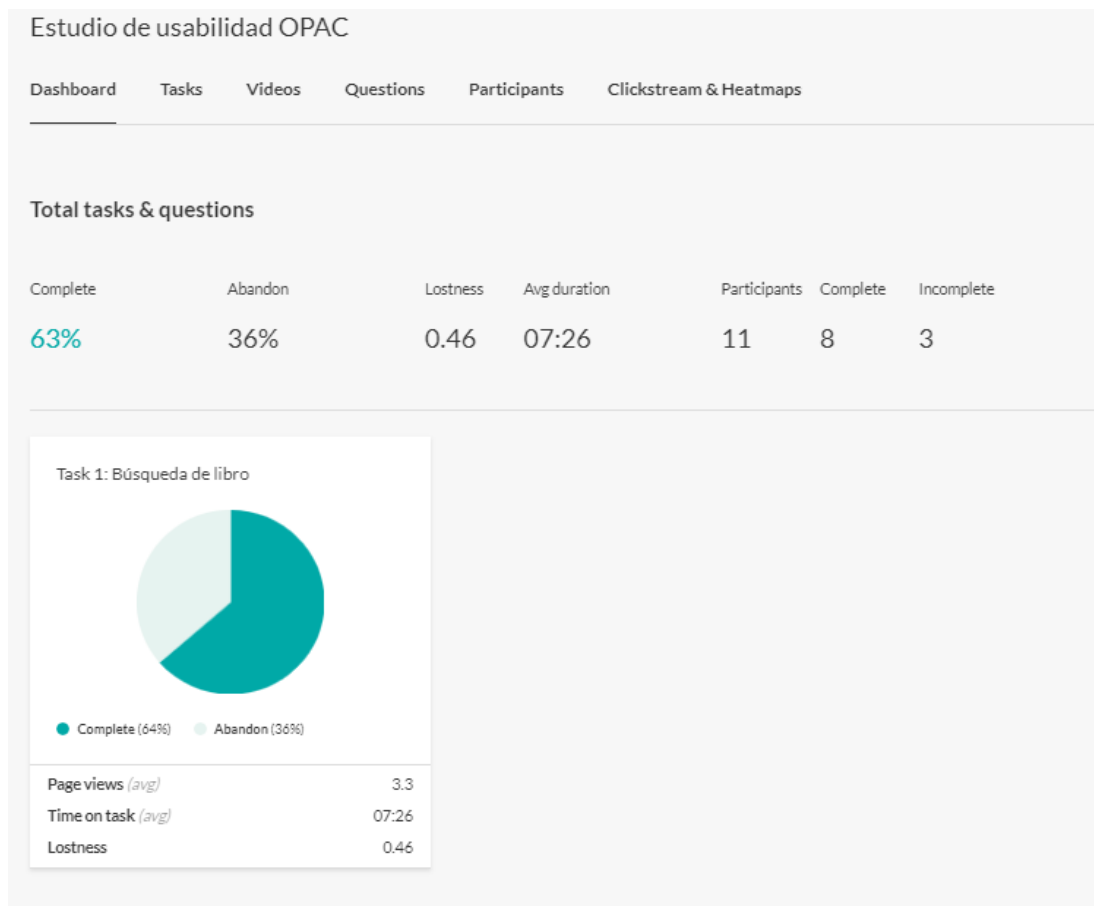 Estudio de usabilidad OPAC
Dashboard Tasks Videos Questions Participants Clickstream & Heatmaps
Total tasks & questions
Complete Abandon Lostness Avg duration Participants Complete Incomplete
63% 36% 0.46 07:26 11 8 3
Task 1: Búsqueda de libro
Complete (64%) Abandon (36%)
Page views (avg) 3.3
Time on task (avg) 07:26
Lostness 0.46